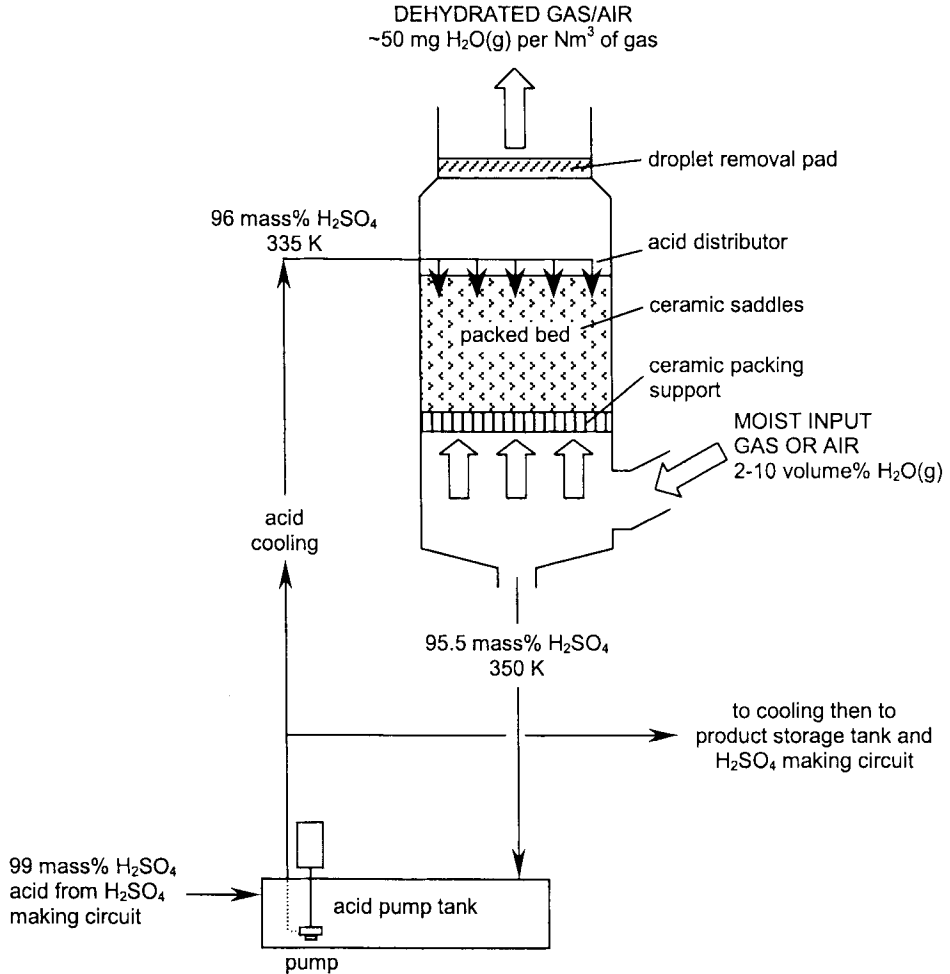 DEHYDRATED GAS/AIR
~50 mg H₂O(g) per Nm³ of gas
droplet removal pad
96 mass% H₂SO₄
335 K
acid distributor
ceramic saddles
packed bed
ceramic packing
support
MOIST INPUT
GAS OR AIR
2-10 volume% H₂O(g)
acid
cooling
95.5 mass% H₂SO₄
350 K
to cooling then to
product storage tank and
H₂SO₄ making circuit
99 mass% H₂SO₄
acid from H₂SO₄
making circuit
acid pump tank
pump